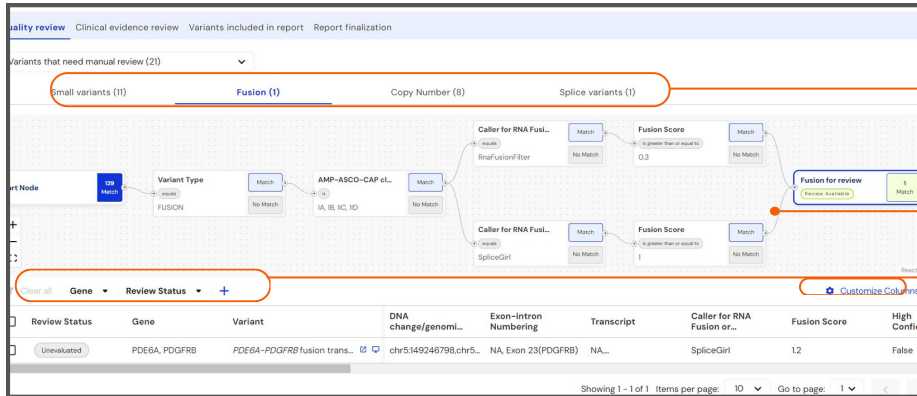 uality review Clinical evidence review Variants included in report Report finalization
Variants that need manual review (21)
Small variants (11) Fusion (1) Copy Number (8) Splice variants (1)
Caller for RNA Fusi...
equals
RnaFusionFilter
Match
No Match
Fusion Score
is greater than or equal to
0.3
Match
No Match
art Node
129
Match
Variant Type
equals
FUSION
Match
No Match
AMP-ASCO-CAP cl...
is
IA, IB, IIC, IID
Match
No Match
Fusion for review
Review Available
1
Match
Caller for RNA Fusi...
equals
SpliceGirl
Match
No Match
Fusion Score
is greater than or equal to
1
Match
No Match
React
Clear all Gene Review Status + Customize Columns
Review Status Gene Variant DNA change/genomi... Exon-intron Numbering Transcript Caller for RNA Fusion or... Fusion Score High Confi
Unevaluated PDE6A, PDGFRB PDE6A-PDGFRB fusion trans... chr5:149246798,chr5... NA, Exon 23(PDGFRB) NA,... SpliceGirl 1.2 False
Showing 1 - 1 of 1 Items per page: 10 Go to page: 1